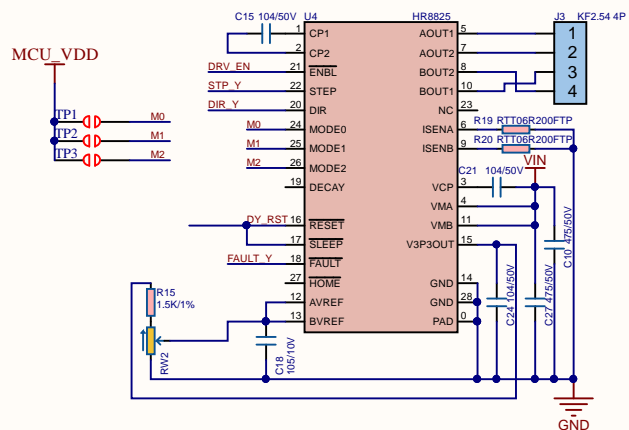 C15 104/50V
U4
HR8825
J3 KF2.54 4P
MCU_VDD
1 CP1
2 CP2
21 ENBL
22 STEP
20 DIR
24 MODE0
25 MODE1
26 MODE2
19 DECAY
16 RESET
17 SLEEP
18 FAULT
27 HOME
12 AVREF
13 BVREF
AOUT1 5
AOUT2 7
BOUT2 8
BOUT1 10
NC 23
ISENA 6
ISENB 9
VCP 3
VMA 4
VMB 11
V3P3OUT 15
GND 14
GND 28
PAD 0
1
2
3
4
DRV_EN
STP_Y
DIR_Y
M0
M1
M2
TP1 M0
TP2 M1
TP3 M2
DY_RST
FAULT_Y
R19 RTT06R200FTP
R20 RTT06R200FTP
VIN
C21 104/50V
C10 475/50V
C24 104/50V
C27 475/50V
R15
1.5K/1%
RW2
C18
105/10V
GND